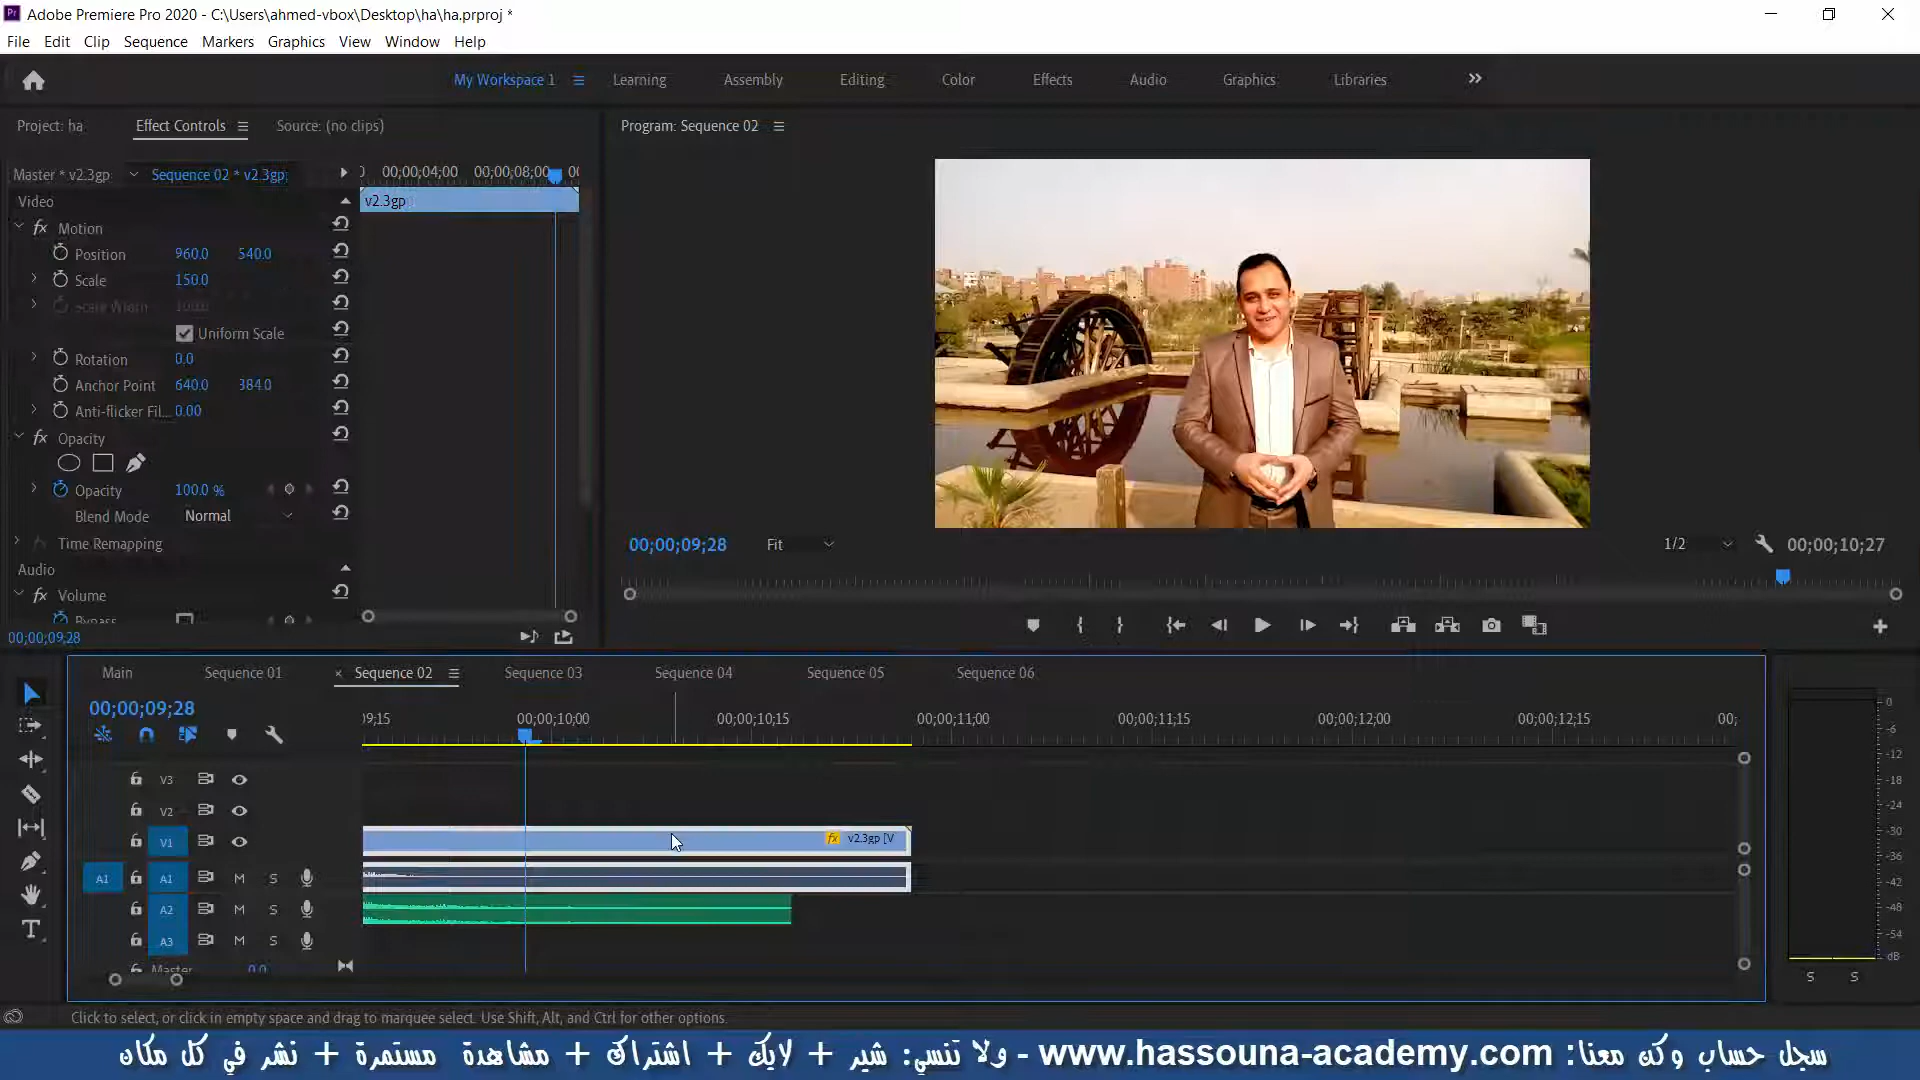 Adobe Premiere Pro 2020 - C:\Users\ahmed-vbox\Desktop\ha\ha.prproj *
File Edit Clip Sequence Markers Graphics View Window Help
My Workspace 1 Learning Assembly Editing Color Effects Audio Graphics Libraries
Project: ha Effect Controls Source: (no clips) Program: Sequence 02
Master * v2.3gp Sequence 02 * v2.3gp 00;00;04;00 00;00;08;00
Video v2.3gp
fx Motion
Position 960.0 540.0
Scale 150.0
Scale Width 100.0
Uniform Scale
Rotation 0.0
Anchor Point 640.0 384.0
Anti-flicker Fil... 0.00
fx Opacity
Opacity 100.0 %
Blend Mode Normal
Time Remapping
Audio
fx Volume
Bypass
00;00;09;28
00;00;09;28 Fit 1/2 00;00;10;27
Main Sequence 01 Sequence 02 Sequence 03 Sequence 04 Sequence 05 Sequence 06
00;00;09;28
09;15 00;00;10;00 00;00;10;15 00;00;11;00 00;00;11;15 00;00;12;00 00;00;12;15 00;
V3
V2
V1 fx v2.3gp [V
A1 A1 M S
A2 M S
A3 M S
Master 0.0
0
-6
-12
-18
-24
-30
-36
-42
-48
-54
dB
S S
Click to select, or click in empty space and drag to marquee select. Use Shift, Alt, and Ctrl for other options.
سجل حساب وكن معنا: www.hassouna-academy.com - ولا تنسي: شير + لايك + اشتراك + مشاهدة مستمرة + نشر في كل مكان